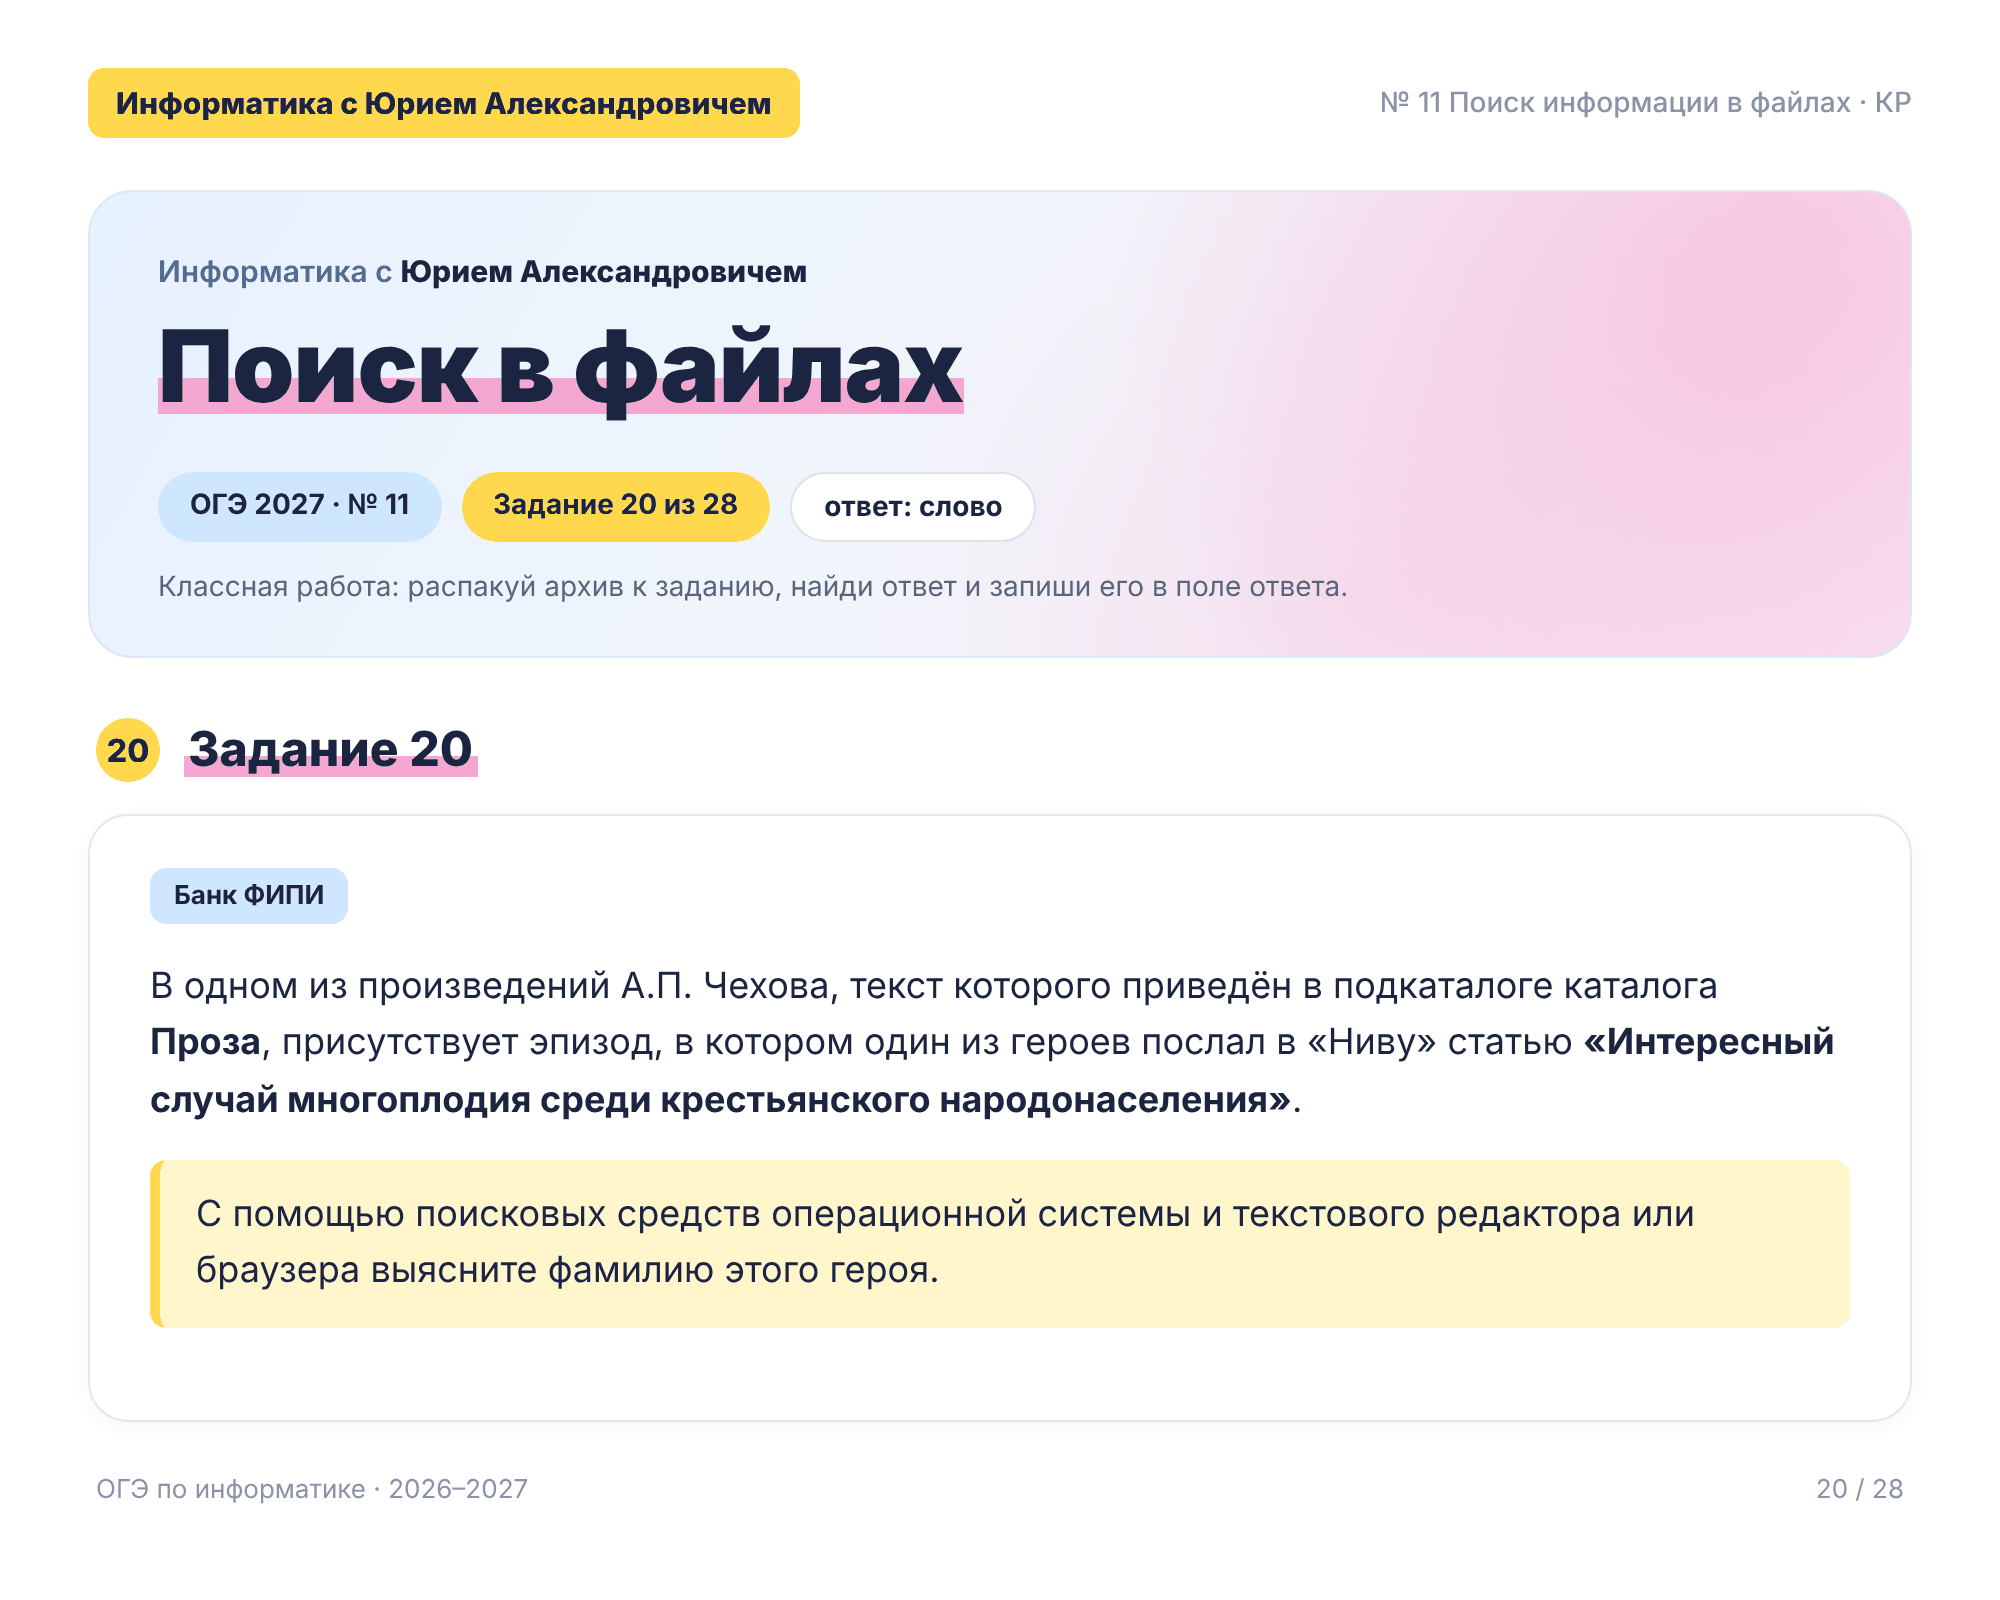 Информатика с Юрием Александровичем
№ 11 Поиск информации в файлах · КР
Информатика с Юрием Александровичем
Поиск в файлах
ОГЭ 2027 · № 11
Задание 20 из 28
ответ: слово
Классная работа: распакуй архив к заданию, найди ответ и запиши его в поле ответа.
20 Задание 20
Банк ФИПИ
В одном из произведений А.П. Чехова, текст которого приведён в подкаталоге каталога
Проза, присутствует эпизод, в котором один из героев послал в «Ниву» статью «Интересный
случай многоплодия среди крестьянского народонаселения».
С помощью поисковых средств операционной системы и текстового редактора или
браузера выясните фамилию этого героя.
ОГЭ по информатике · 2026–2027
20 / 28